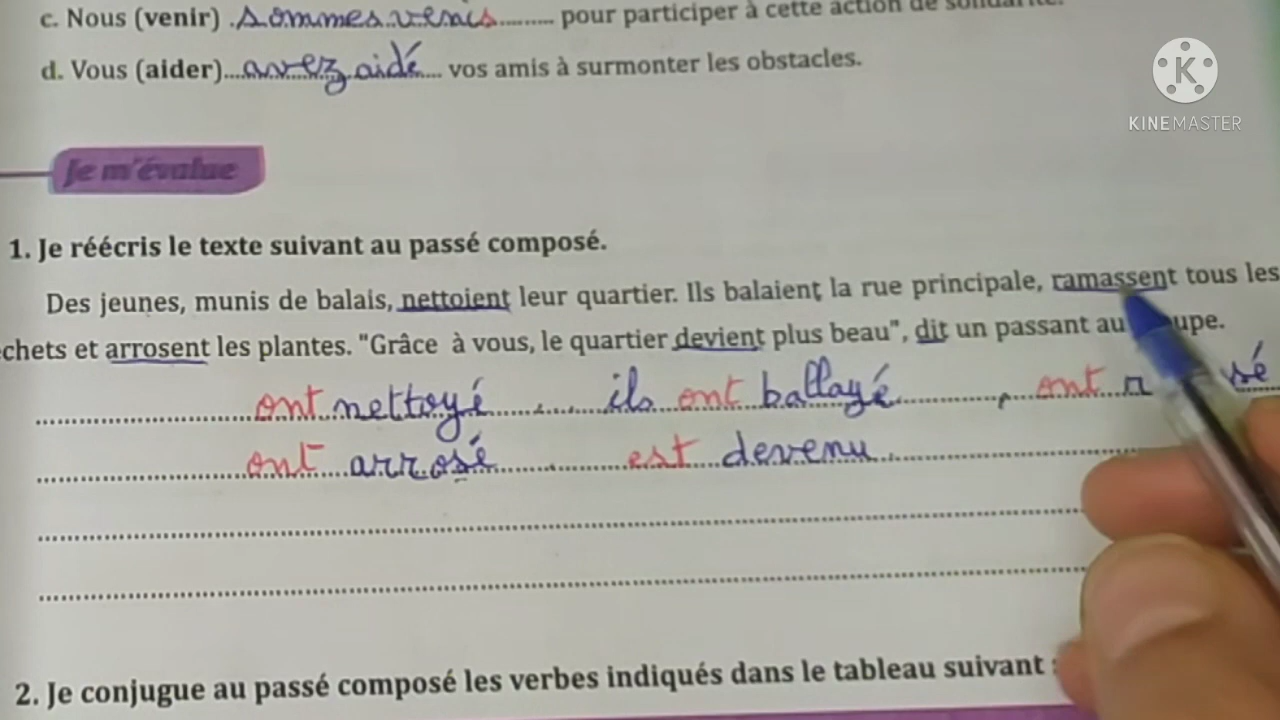 c. Nous (venir) .sommes venus.......... pour participer à cette action de solidarité.
d. Vous (aider)...avez aidé.... vos amis à surmonter les obstacles.
KINEMASTER
Je m'évalue
1. Je réécris le texte suivant au passé composé.
Des jeunes, munis de balais, nettoient leur quartier. Ils balaient la rue principale, ramassent tous les
chets et arrosent les plantes. "Grâce à vous, le quartier devient plus beau", dit un passant au upe.
ont nettoyé ils ont ballayé , ont r sé
ont arrosé est devenu
2. Je conjugue au passé composé les verbes indiqués dans le tableau suivant :